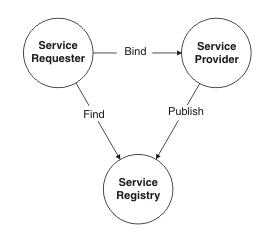 Service
Requester
Bind
Service
Provider
Find
Publish
Service
Registry